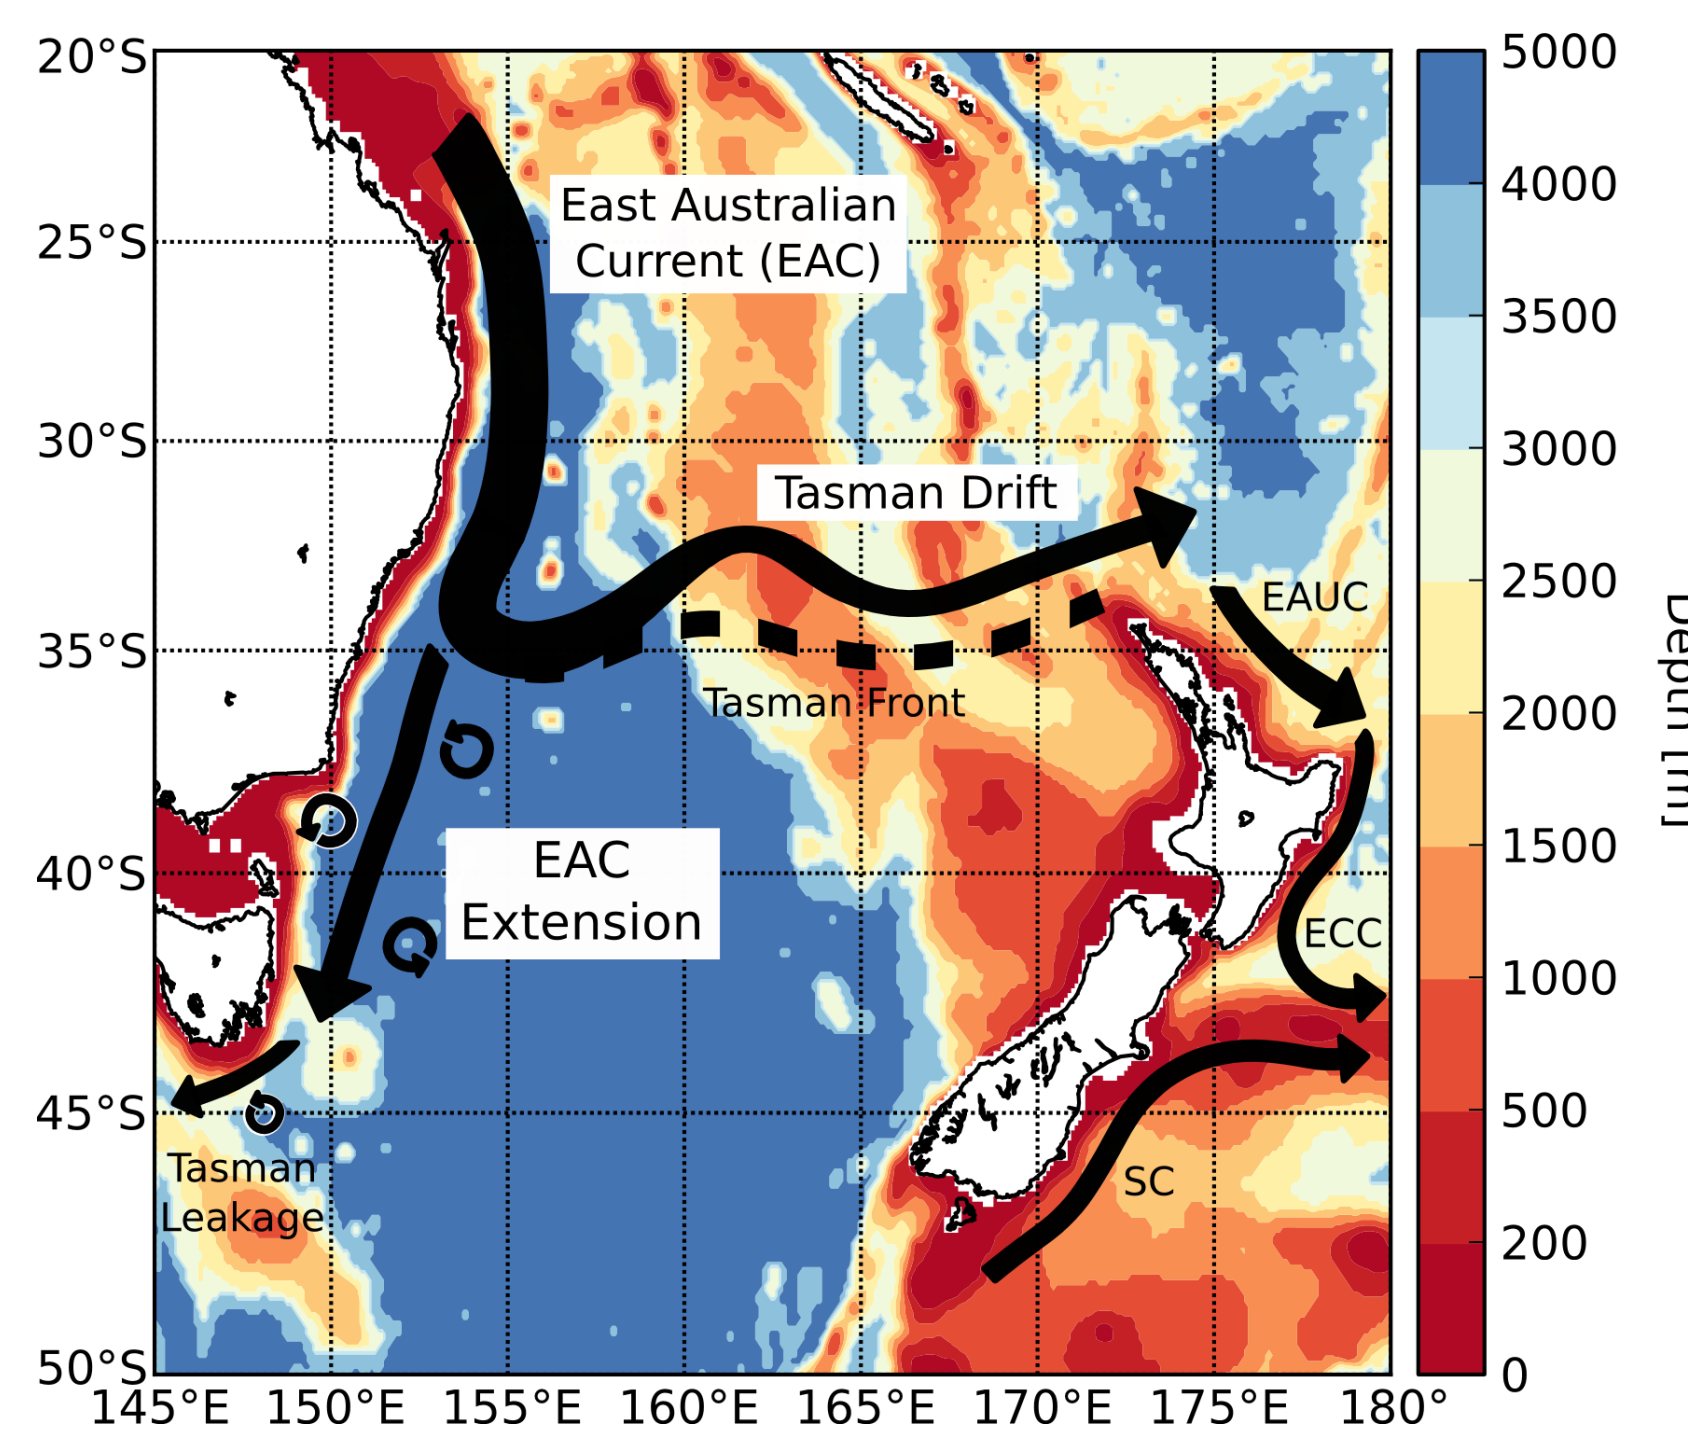 20°S
25°S
30°S
35°S
40°S
45°S
50°S
145°E
150°E
155°E
160°E
165°E
170°E
175°E
180°
East Australian
Current (EAC)
Tasman Drift
EAUC
Tasman Front
EAC
Extension
ECC
Tasman
Leakage
SC
5000
4000
3500
3000
2500
2000
1500
1000
500
200
0
Depth [m]